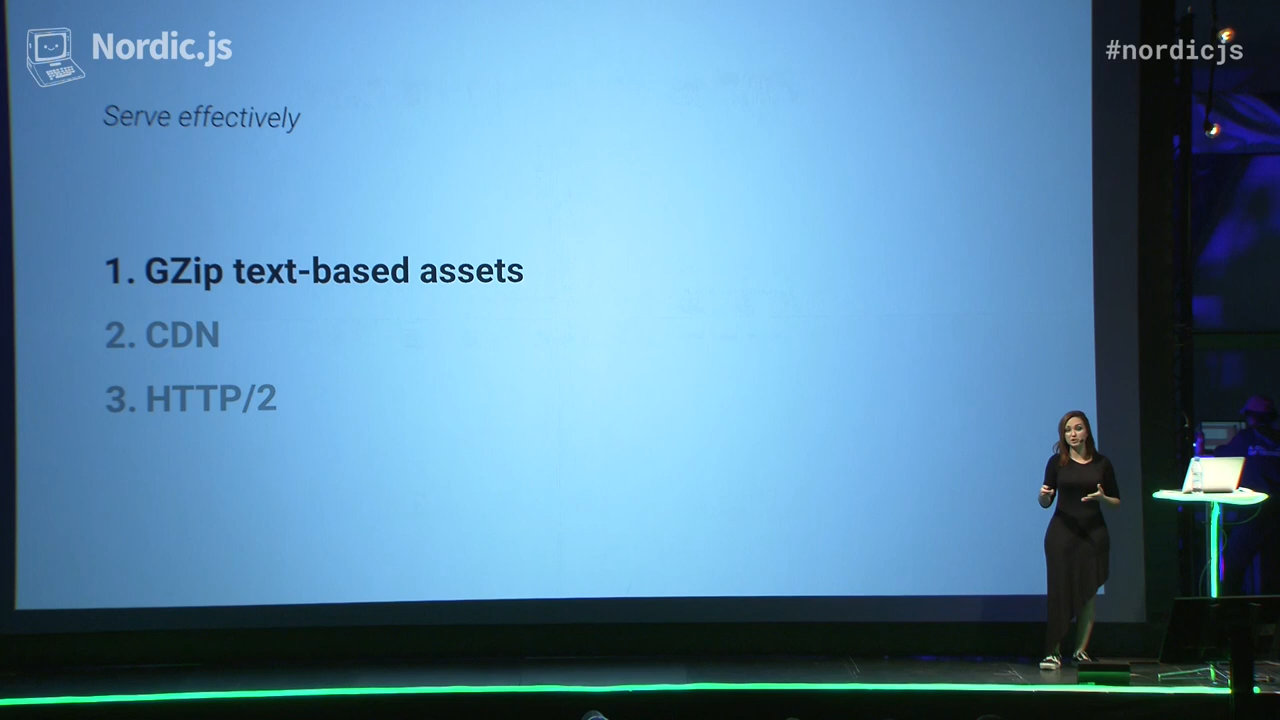 Nordic.js
#nordicjs
Serve effectively
1. GZip text-based assets
2. CDN
3. HTTP/2